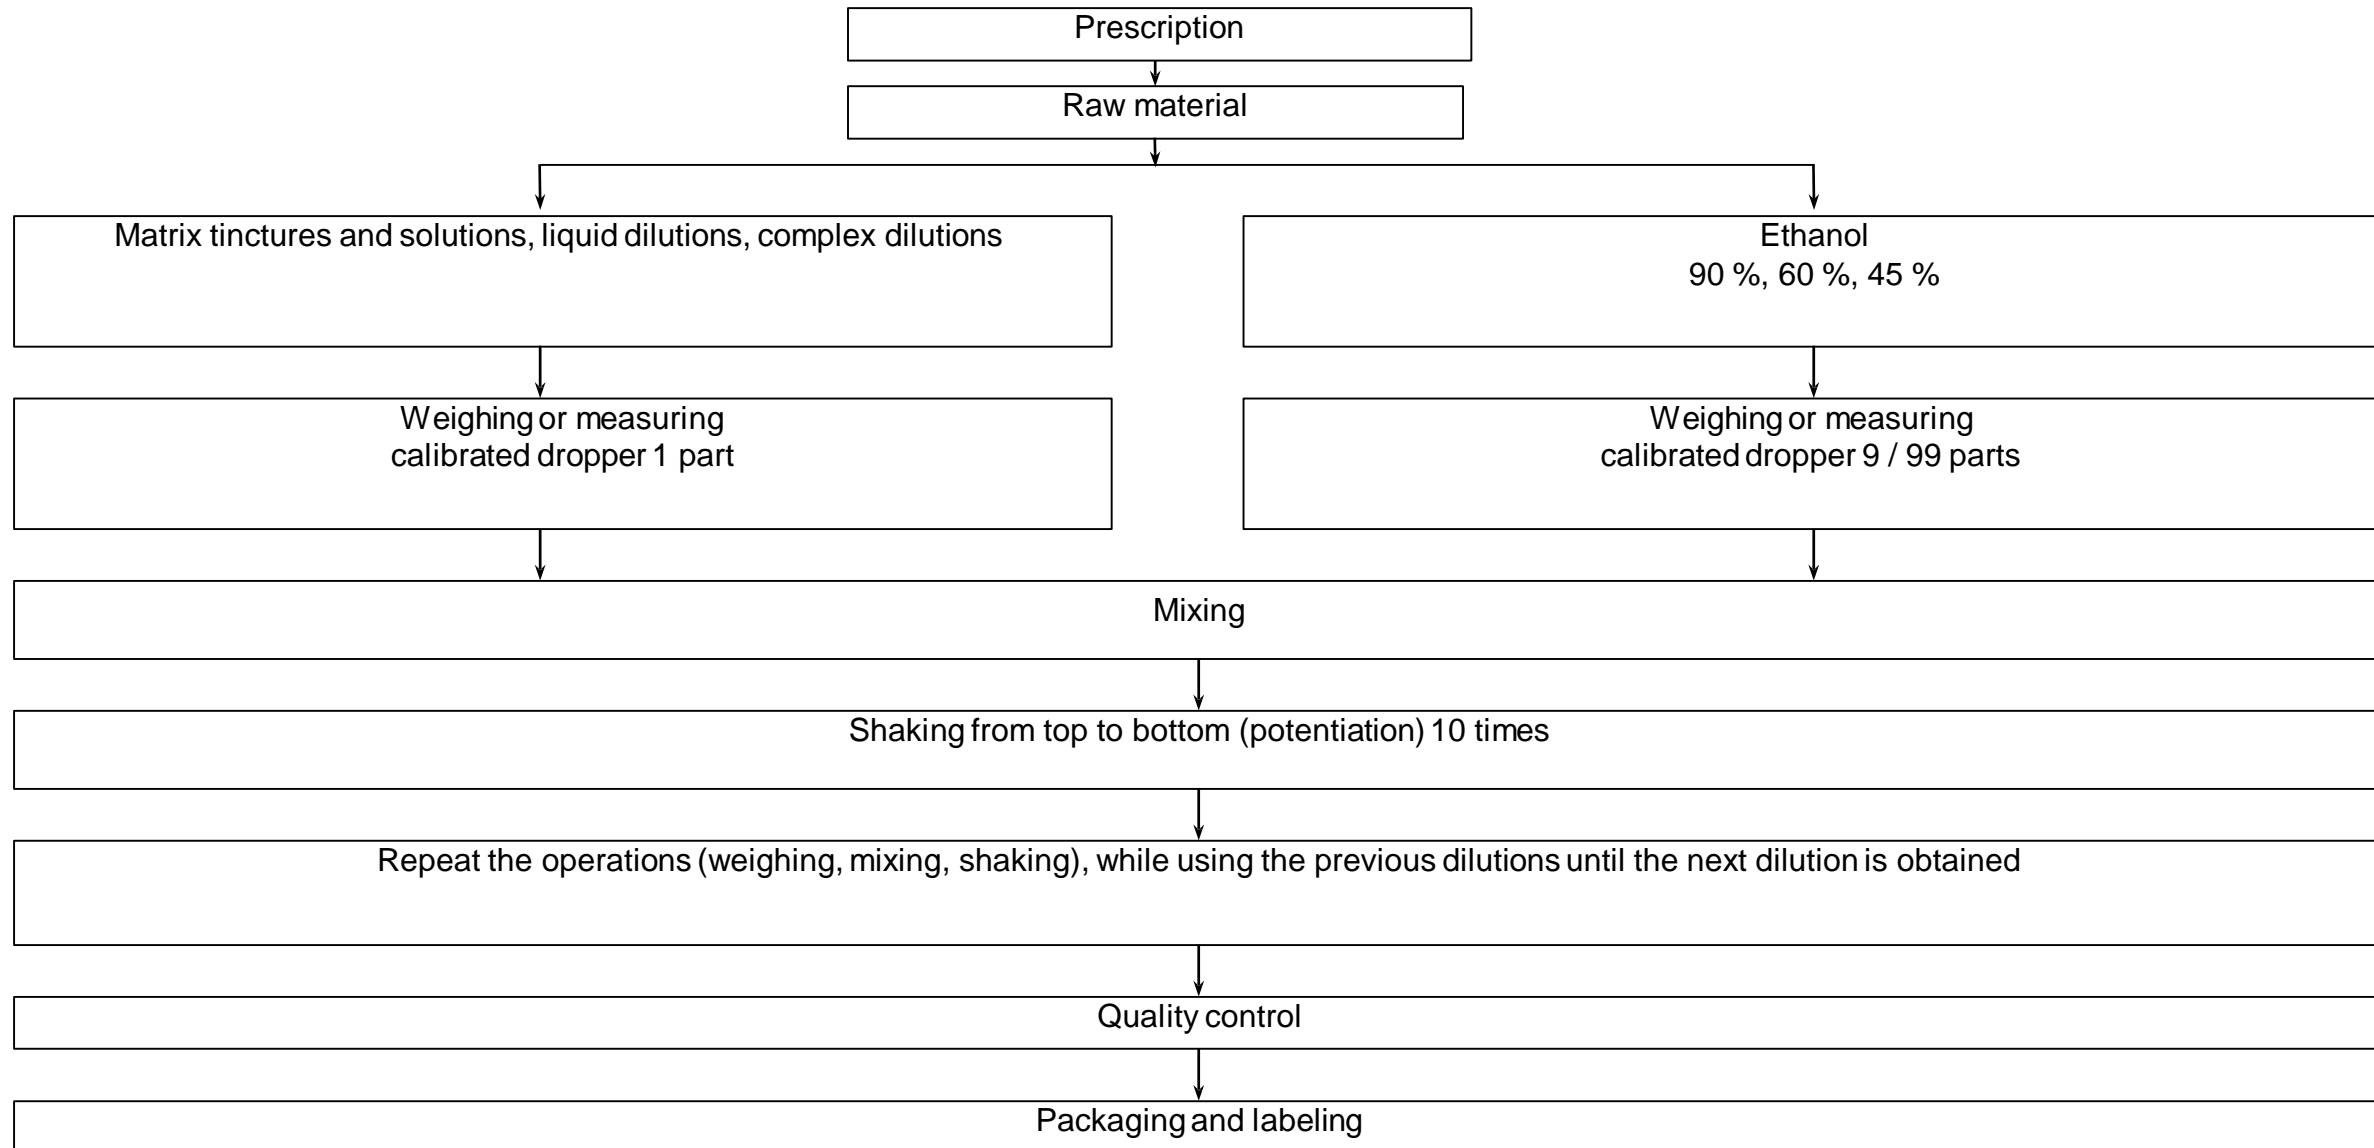 Prescription
Raw material
Matrix tinctures and solutions, liquid dilutions, complex dilutions
Ethanol
90 %, 60 %, 45 %
Weighing or measuring
calibrated dropper 1 part
Weighing or measuring
calibrated dropper 9 / 99 parts
Mixing
Shaking from top to bottom (potentiation) 10 times
Repeat the operations (weighing, mixing, shaking), while using the previous dilutions until the next dilution is obtained
Quality control
Packaging and labeling